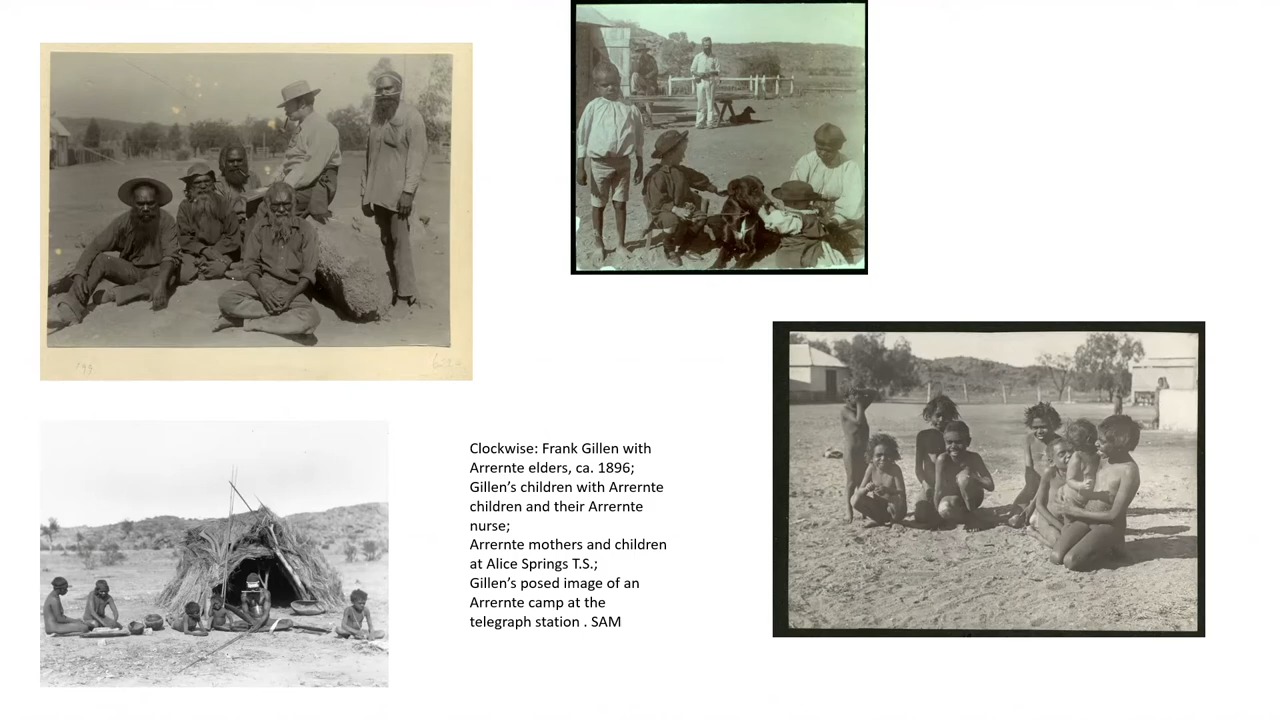 Clockwise: Frank Gillen with
Arrernte elders, ca. 1896;
Gillen's children with Arrernte
children and their Arrernte
nurse;
Arrernte mothers and children
at Alice Springs T.S.;
Gillen's posed image of an
Arrernte camp at the
telegraph station . SAM